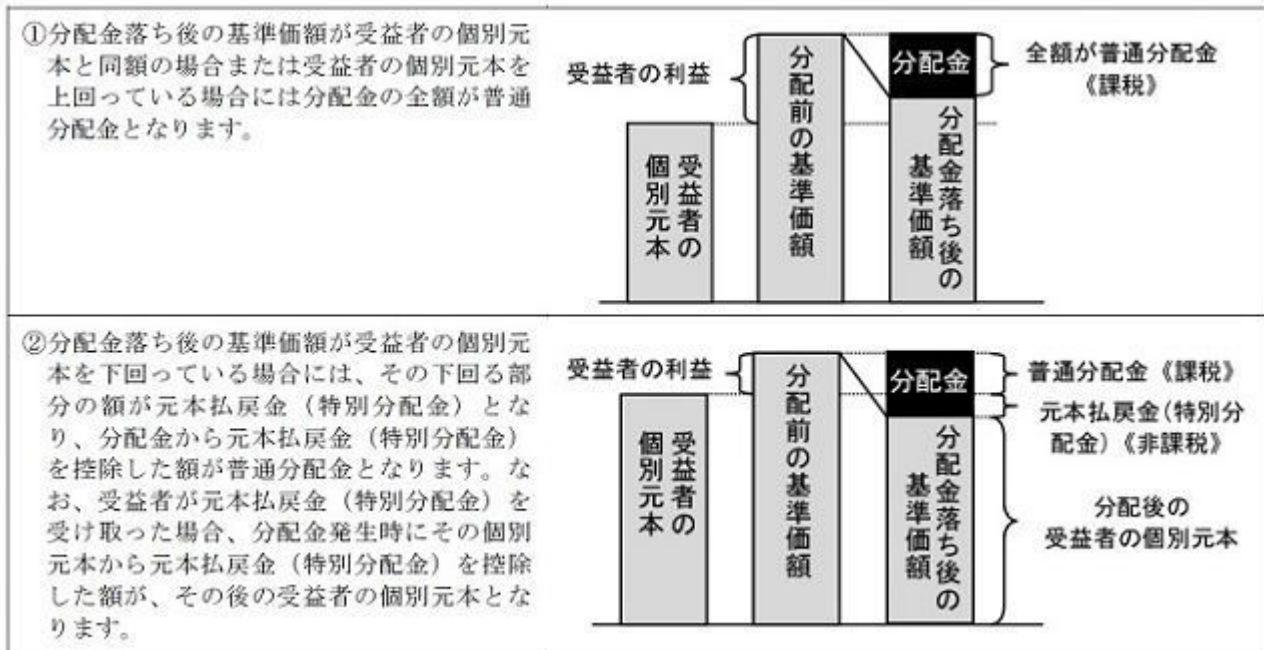 ①分配金落ち後の基準価額が受益者の個別元
本と同額の場合または受益者の個別元本を
上回っている場合には分配金の全額が普通
分配金となります。
受益者の利益
受益者の
個別元本
分配前の基準価額
分配金
分配金落ち後の
基準価額
全額が普通分配金
《課税》
②分配金落ち後の基準価額が受益者の個別元
本を下回っている場合には、その下回る部
分の額が元本払戻金（特別分配金）とな
り、分配金から元本払戻金（特別分配金）
を控除した額が普通分配金となります。な
お、受益者が元本払戻金（特別分配金）を
受け取った場合、分配金発生時にその個別
元本から元本払戻金（特別分配金）を控除
した額が、その後の受益者の個別元本とな
ります。
受益者の利益
受益者の
個別元本
分配前の基準価額
分配金
分配金落ち後の
基準価額
普通分配金《課税》
元本払戻金（特別分
配金）《非課税》
分配後の
受益者の個別元本